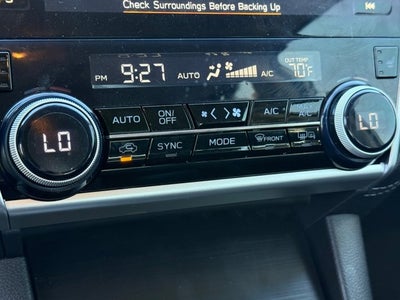 Check Surroundings Before Backing Up
PM 9:27 AUTO A/C OUT TEMP 70°F
AUTO ON/OFF A/C A/C
LO LO
SYNC MODE FRONT